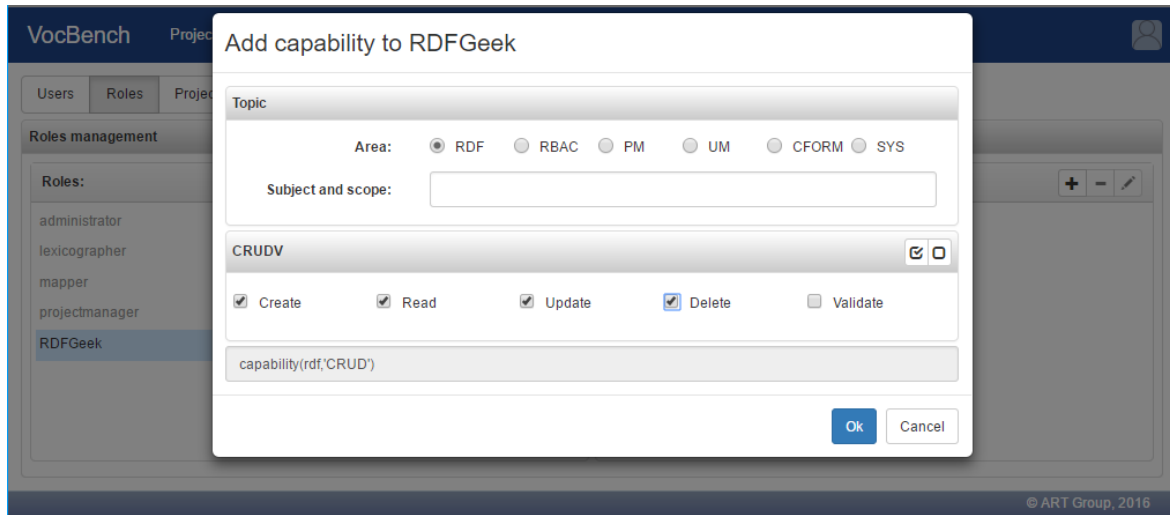 VocBench Projec
Add capability to RDFGeek
Users Roles Projec
Topic
Roles management
Area: RDF RBAC PM UM CFORM SYS
Roles:
Subject and scope:
administrator
lexicographer
CRUDV
mapper
Create Read Update Delete Validate
projectmanager
RDFGeek
capability(rdf,'CRUD')
Ok Cancel
© ART Group, 2016